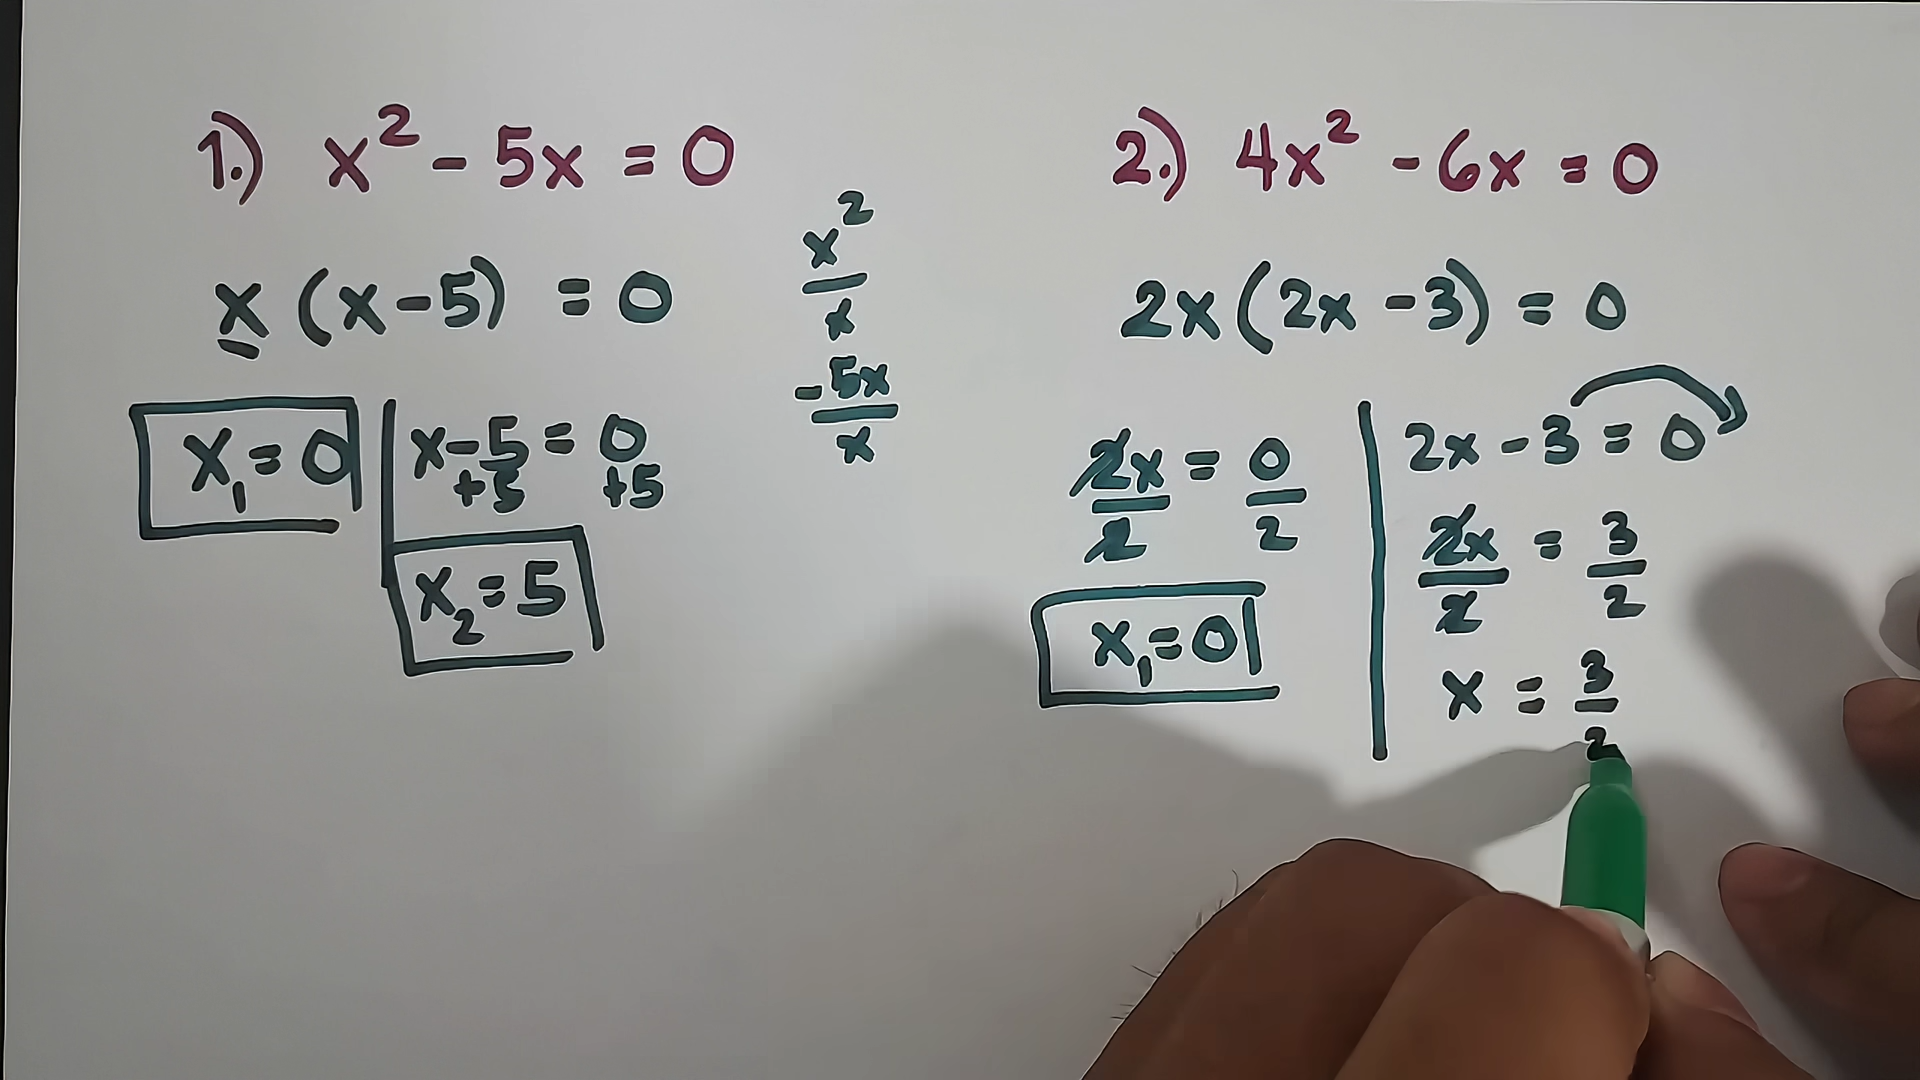 1.) x² - 5x = 0
x (x-5) = 0
x₁ = 0
x - 5 = 0
+5 +5
x₂ = 5
x²
x
-5x
x
2.) 4x² - 6x = 0
2x (2x - 3) = 0
2x = 0
2 2
x₁ = 0
2x - 3 = 0
2x = 3
2 2
x = 3
2